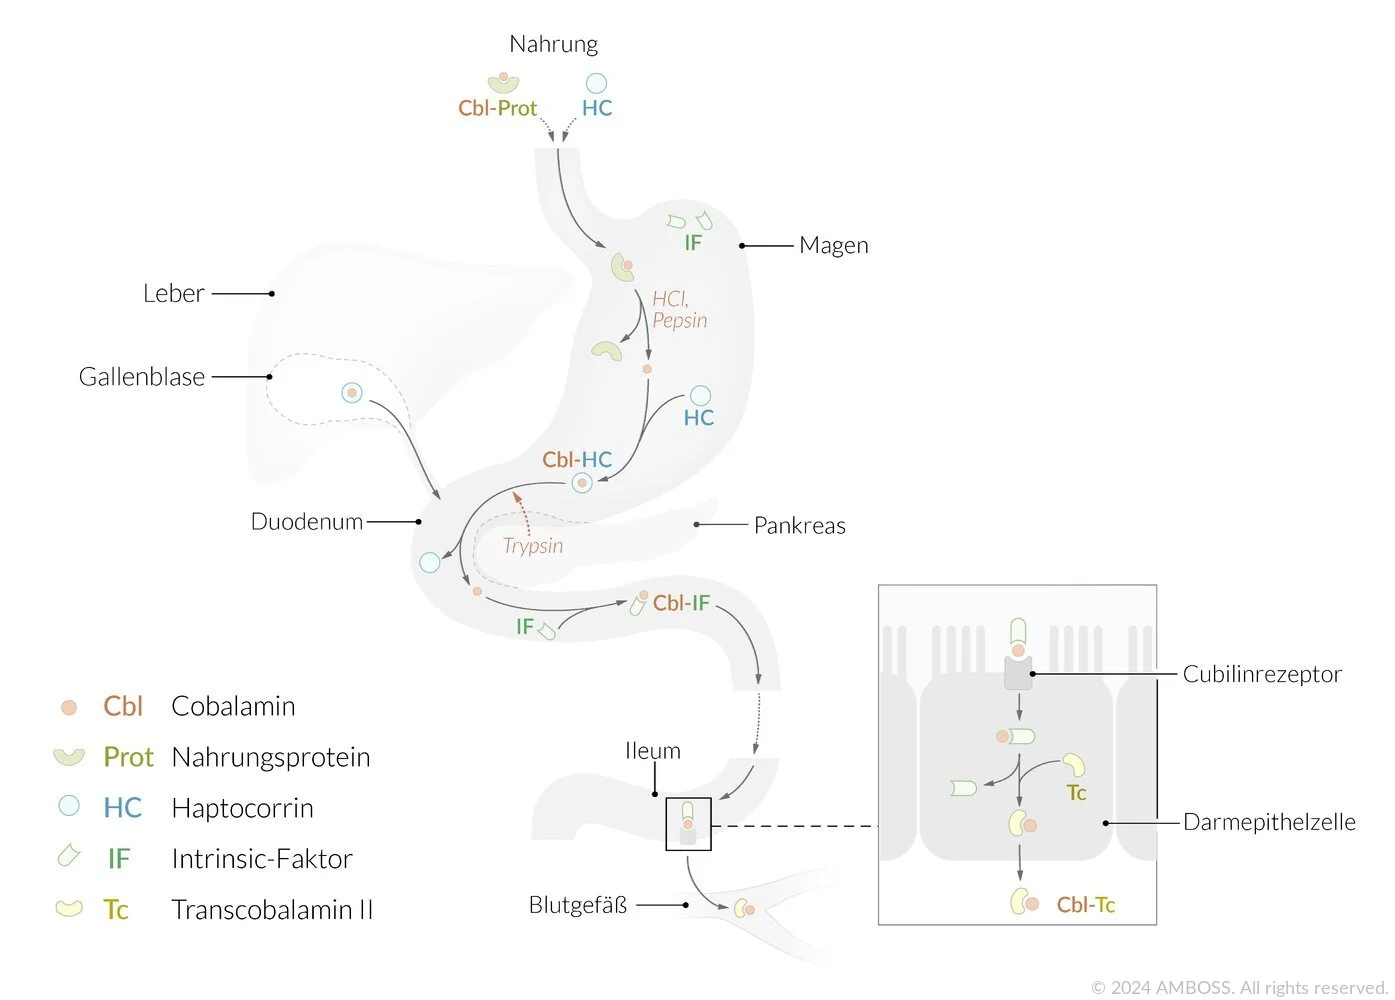 Nahrung
Cbl-Prot
HC
IF
Magen
HCl,
Pepsin
Leber
Gallenblase
HC
Cbl-HC
Duodenum
Pankreas
Trypsin
IF
Cbl-IF
Cbl Cobalamin
Prot Nahrungsprotein
HC Haptocorrin
IF Intrinsic-Faktor
Tc Transcobalamin II
Ileum
Blutgefäß
Cubilinrezeptor
Tc
Darmepithelzelle
Cbl-Tc
© 2024 AMBOSS. All rights reserved.